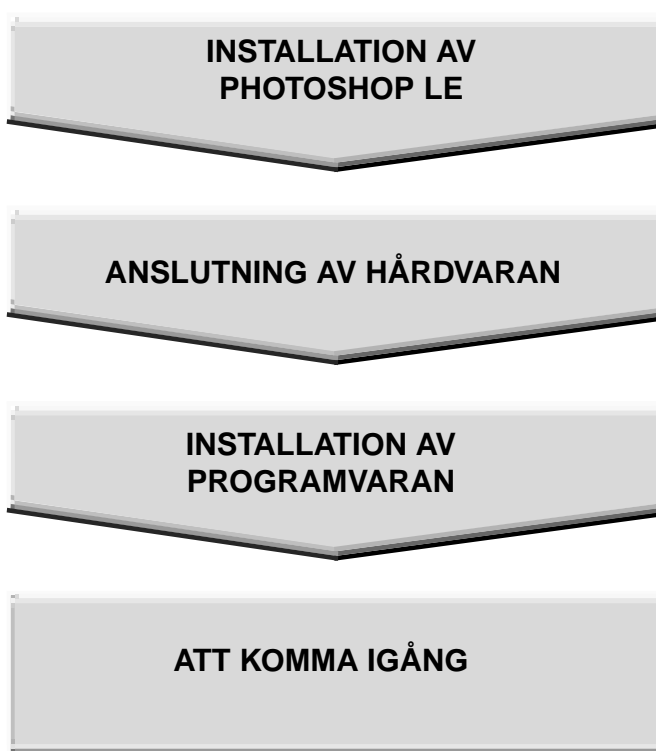 INSTALLATION AV
PHOTOSHOP LE
ANSLUTNING AV HÅRDVARAN
INSTALLATION AV
PROGRAMVARAN
ATT KOMMA IGÅNG